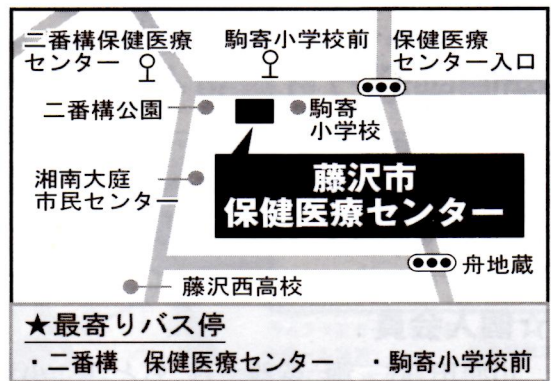 二番構保健医療
センター
駒寄小学校前
保健医療
センター入口
二番構公園
駒寄
小学校
湘南大庭
市民センター
藤沢市
保健医療センター
舟地蔵
藤沢西高校
★最寄りバス停
・二番構　保健医療センター　・駒寄小学校前